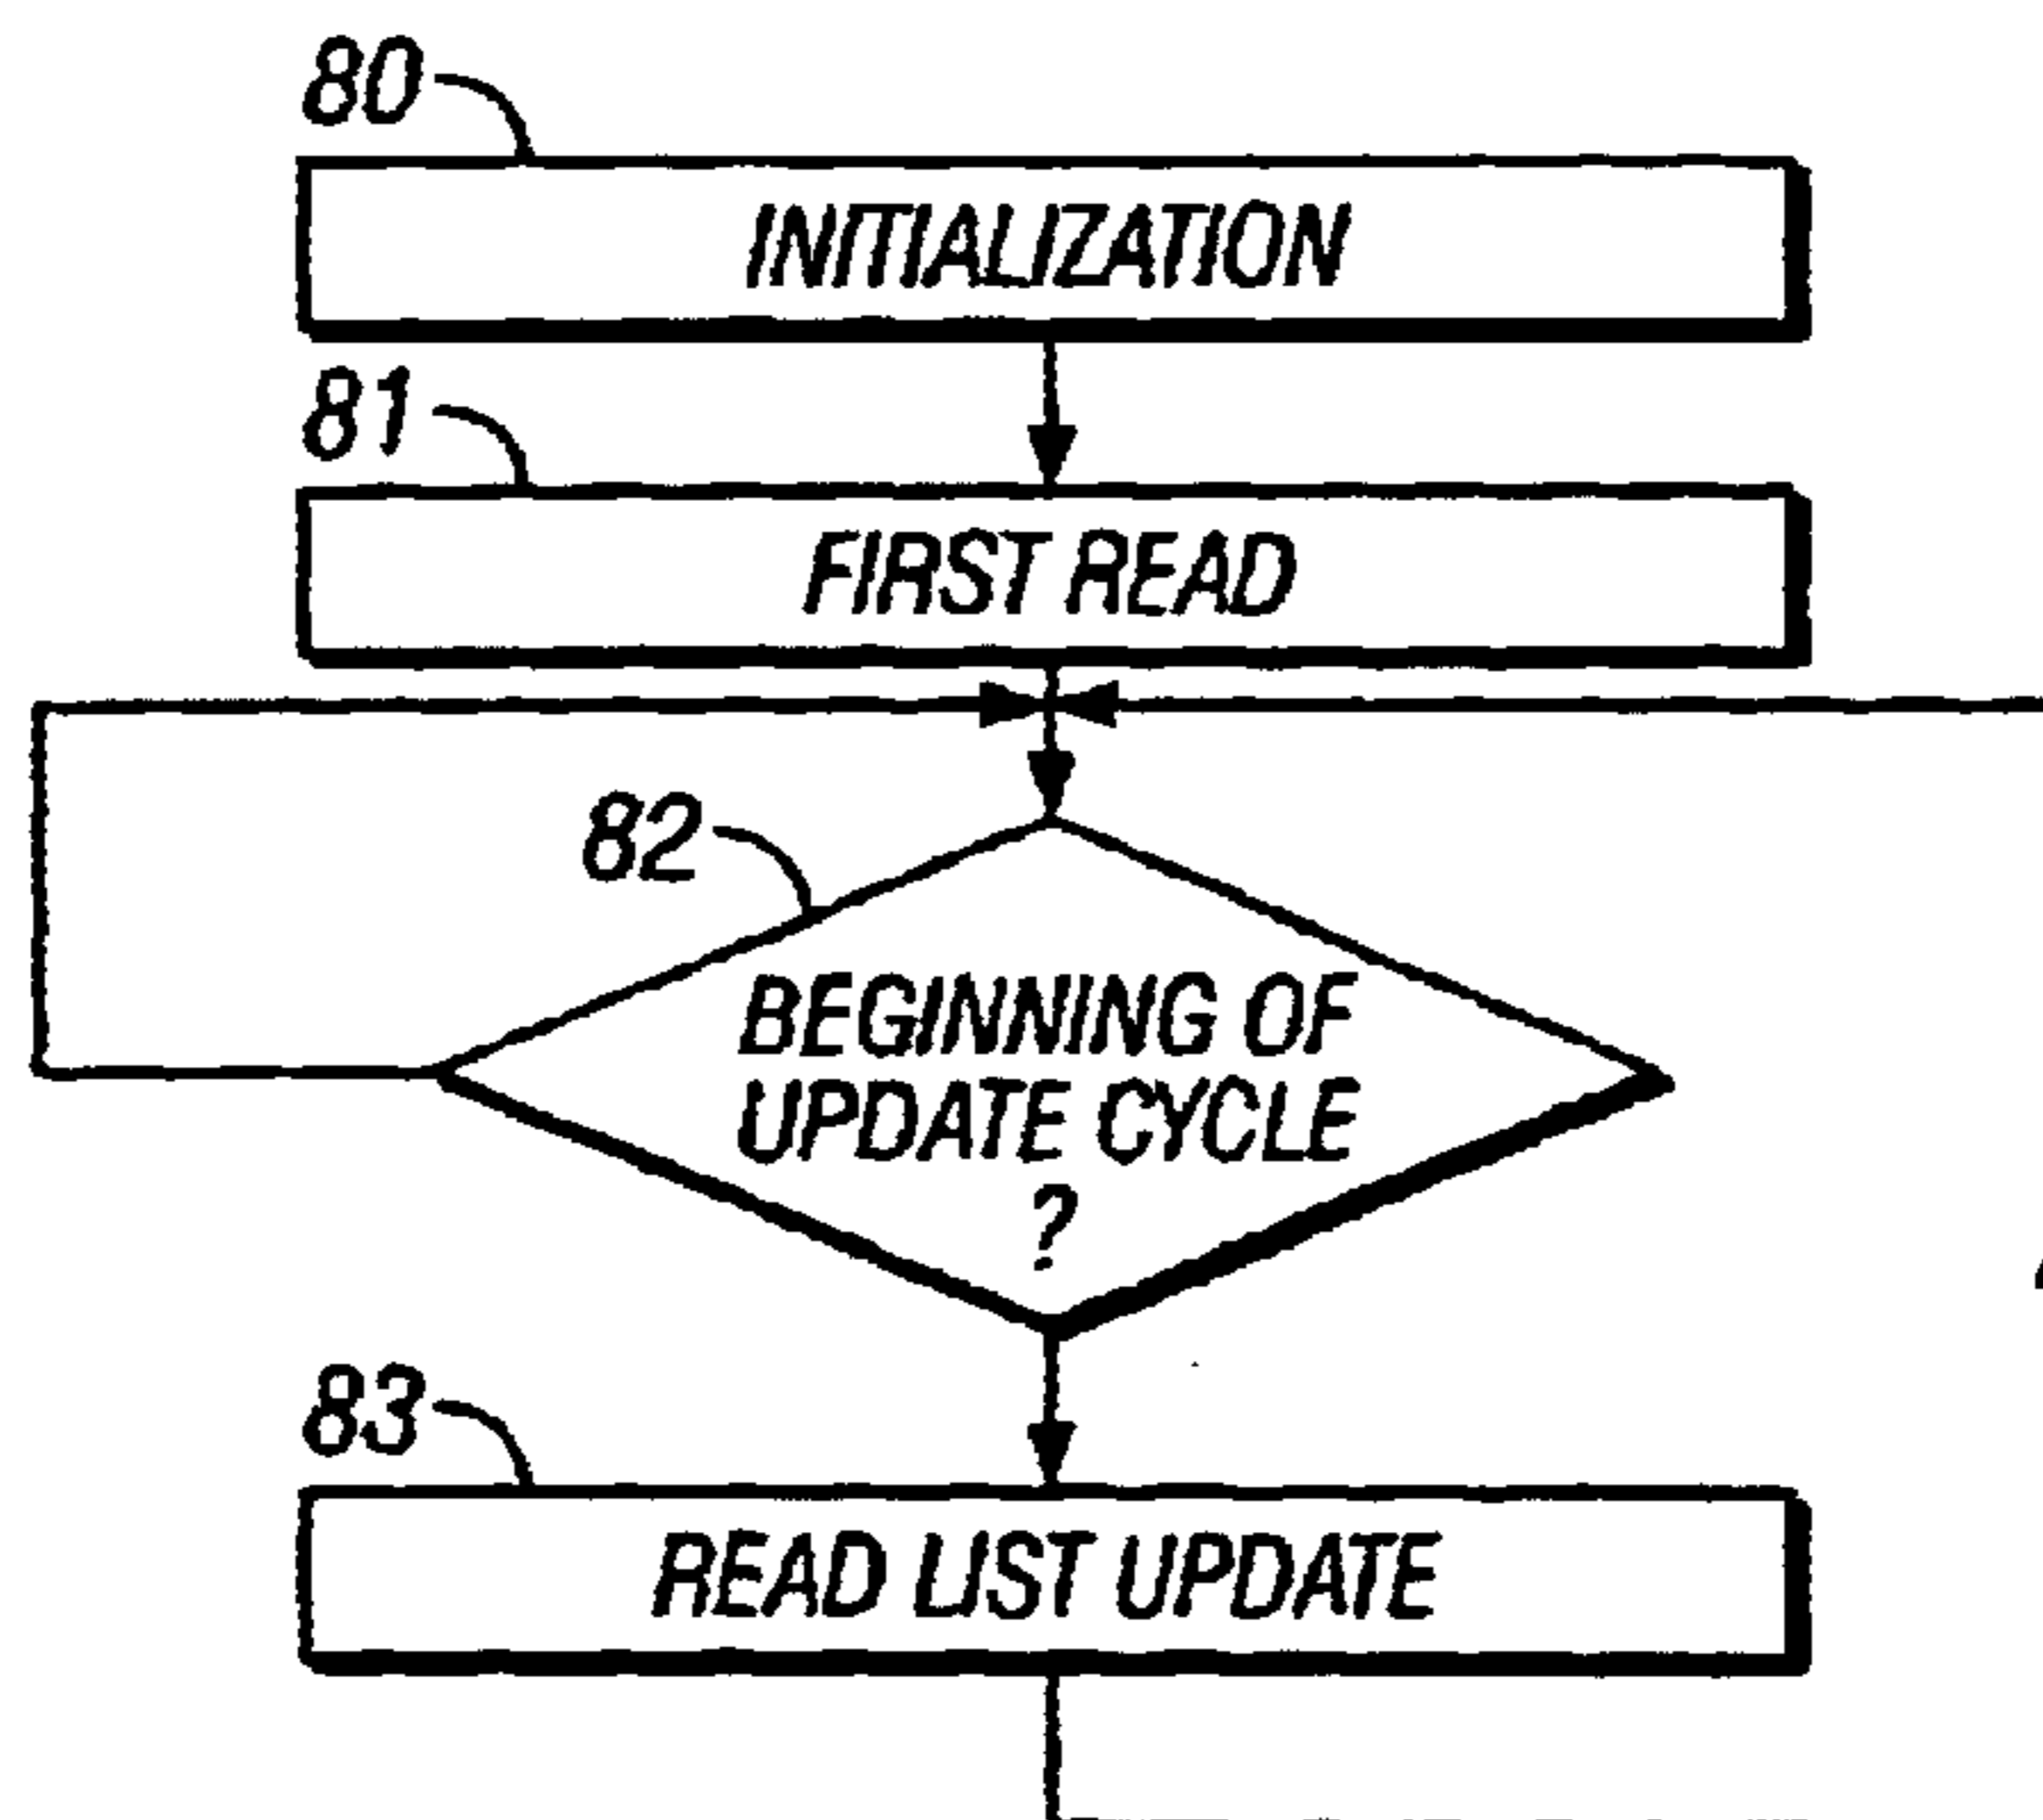 80
INITIALIZATION
81
FIRST READ
82
BEGINNING OF
UPDATE CYCLE
?
83
READ LIST UPDATE